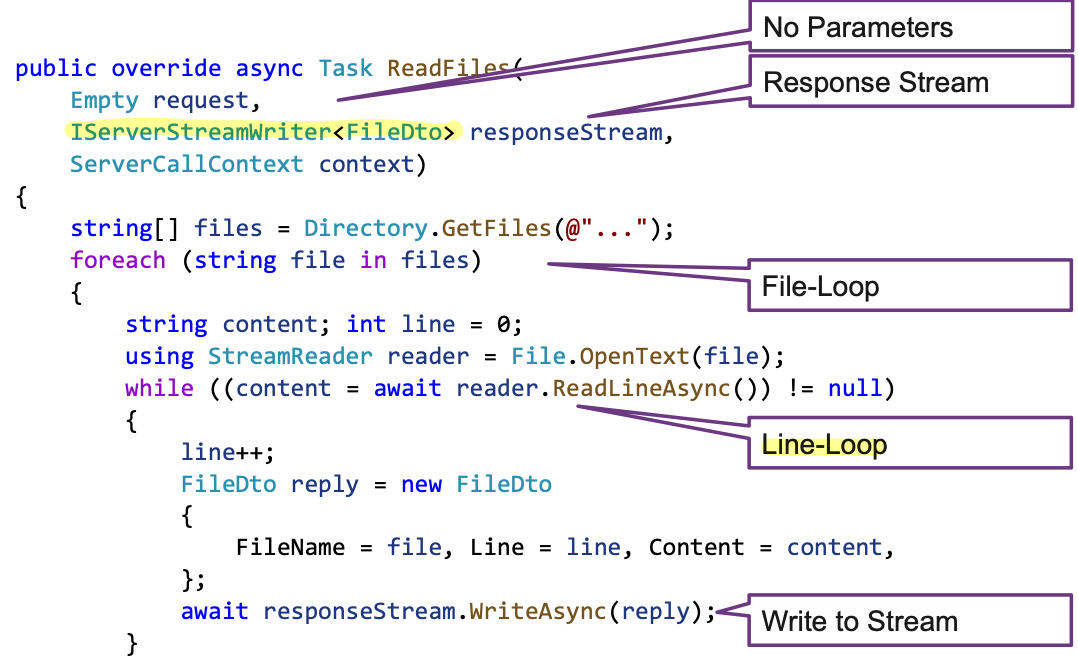 No Parameters
public override async Task ReadFiles(
Response Stream
Empty request,
IServerStreamWriter<FileDto> responseStream,
ServerCallContext context)
{
string[] files = Directory.GetFiles(@"...");
foreach (string file in files)
File-Loop
{
string content; int line = 0;
using StreamReader reader = File.OpenText(file);
while ((content = await reader.ReadLineAsync()) != null)
{
Line-Loop
line++;
FileDto reply = new FileDto
{
FileName = file, Line = line, Content = content,
};
await responseStream.WriteAsync(reply);
Write to Stream
}